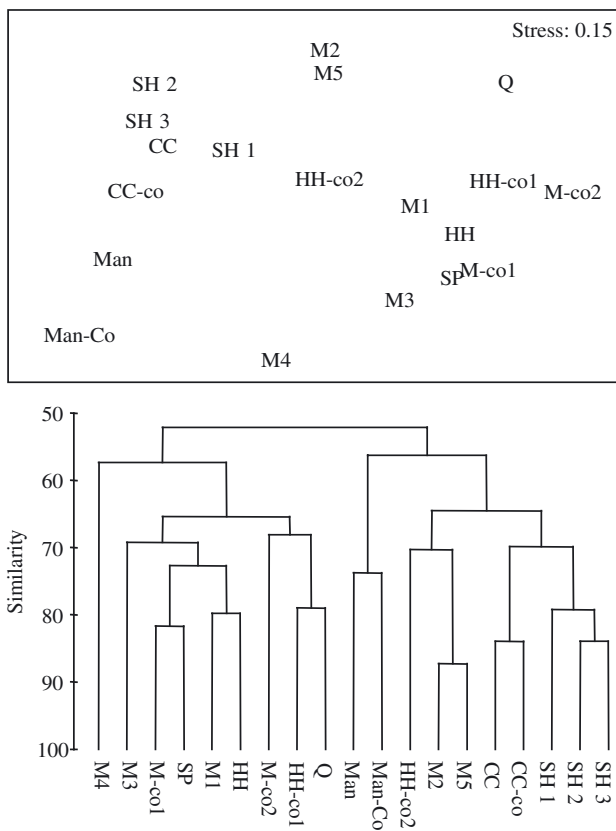 Stress: 0.15
M2
M5
SH 2
Q
SH 3
CC
SH 1
HH-co2
HH-co1
CC-co
M-co2
M1
HH
Man
M-co1
SP
M3
Man-Co
M4
50
60
70
80
90
100
Similarity
M4
M3
M-co1
SP
M1
HH
M-co2
HH-co1
Q
Man
Man-Co
HH-co2
M2
M5
CC
CC-co
SH 1
SH 2
SH 3